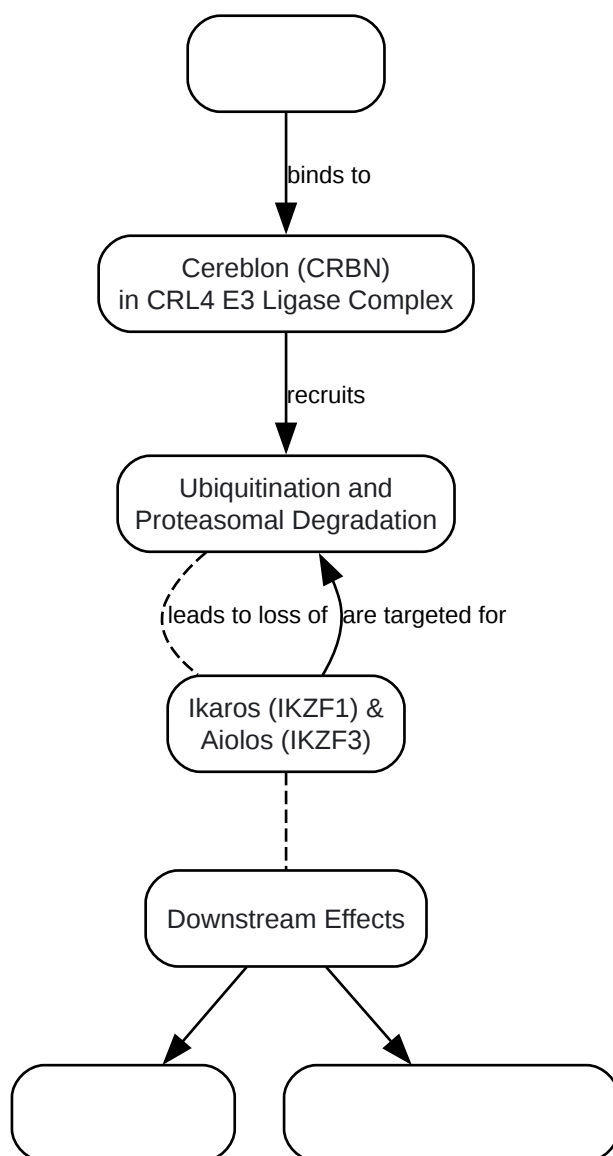 binds to
Cereblon (CRBN)
in CRL4 E3 Ligase Complex
recruits
Ubiquitination and
Proteasomal Degradation
leads to loss of
are targeted for
Ikaros (IKZF1) &
Aiolos (IKZF3)
Downstream Effects